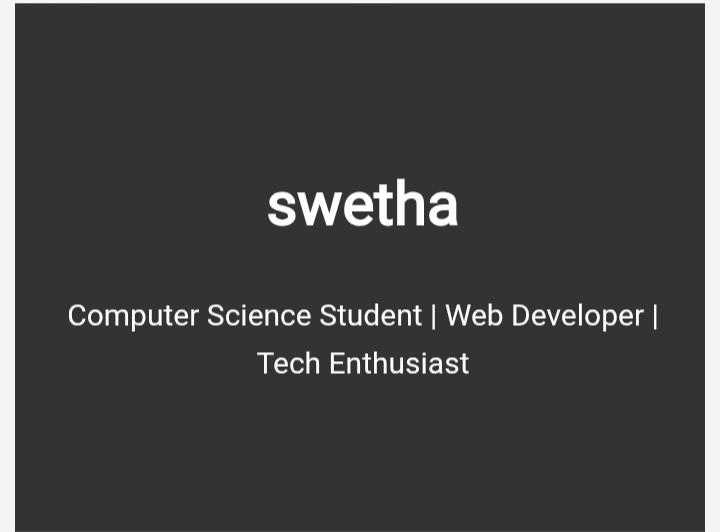 swetha
Computer Science Student | Web Developer |
Tech Enthusiast